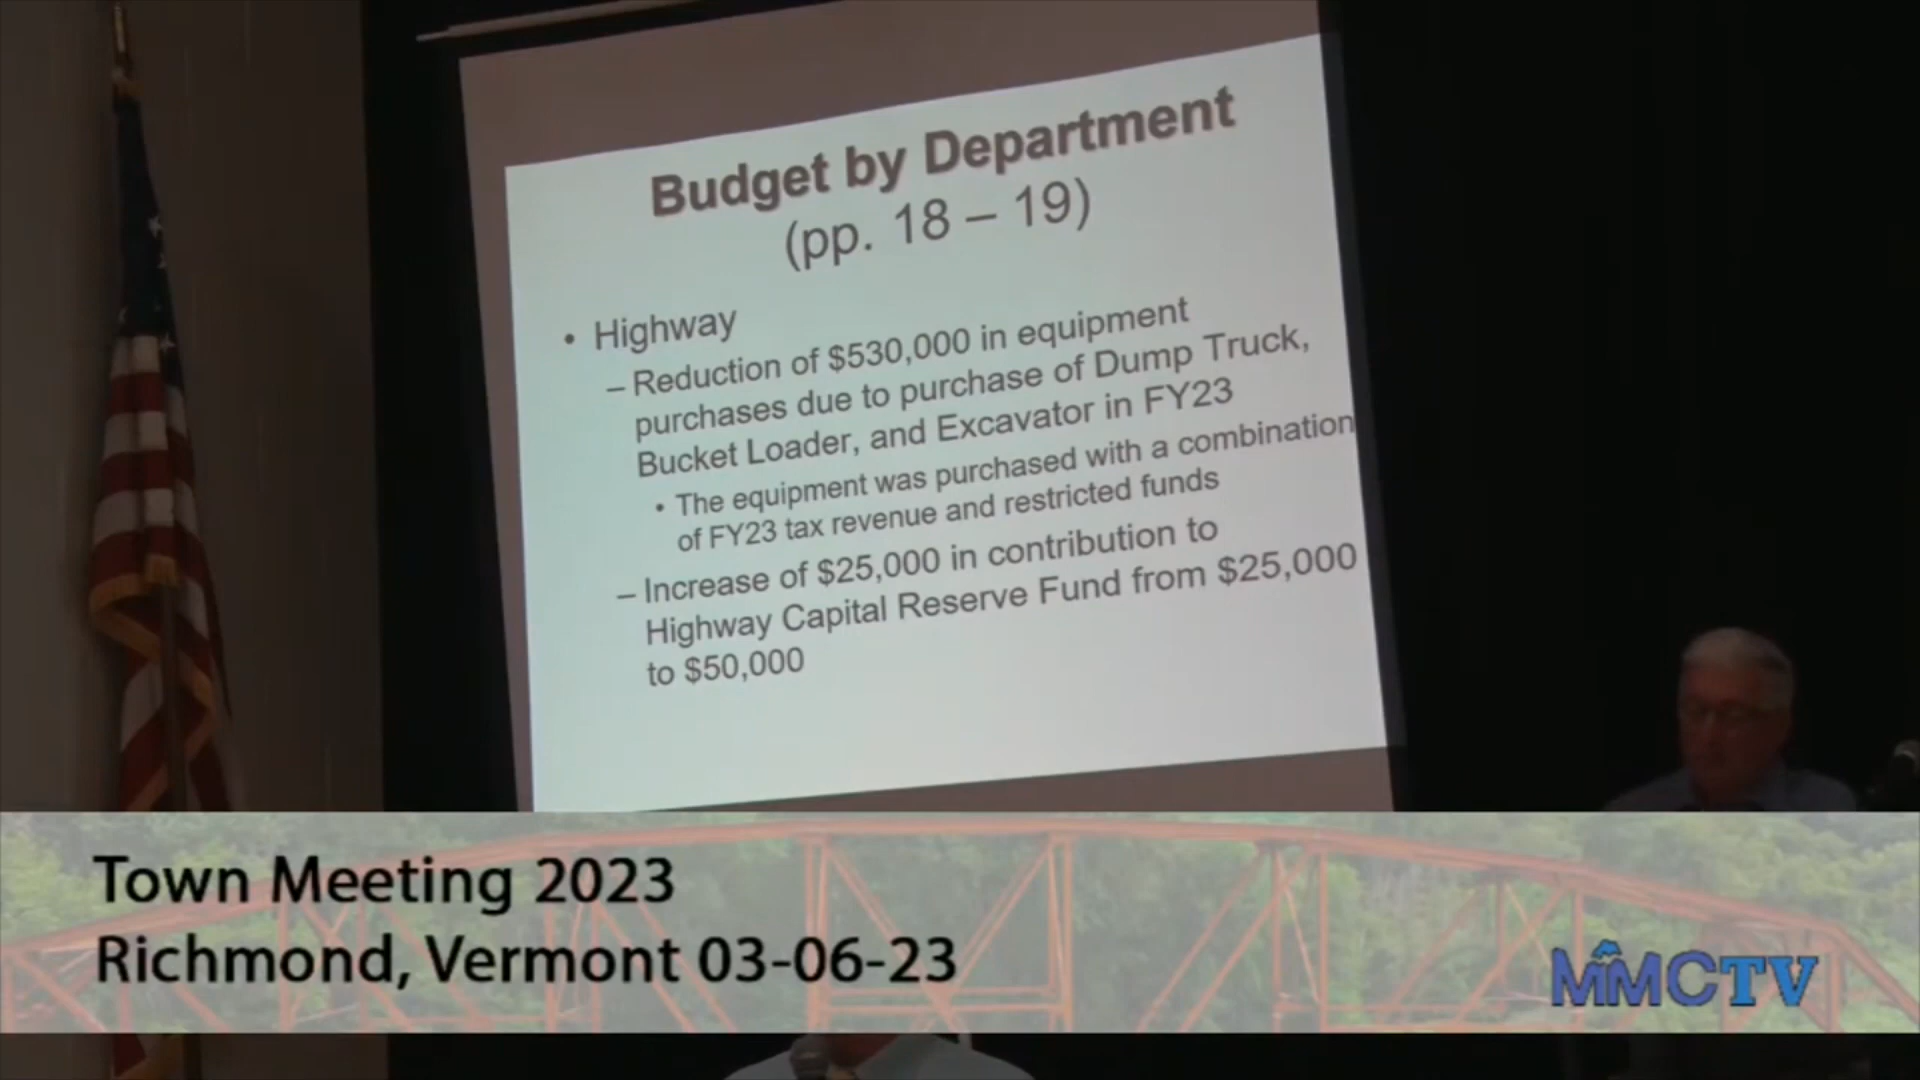 Budget by Department
(pp. 18 – 19)
• Highway
– Reduction of $530,000 in equipment
purchases due to purchase of Dump Truck,
Bucket Loader, and Excavator in FY23
• The equipment was purchased with a combination
of FY23 tax revenue and restricted funds
– Increase of $25,000 in contribution to
Highway Capital Reserve Fund from $25,000
to $50,000
Town Meeting 2023
Richmond, Vermont 03-06-23
MMCTV